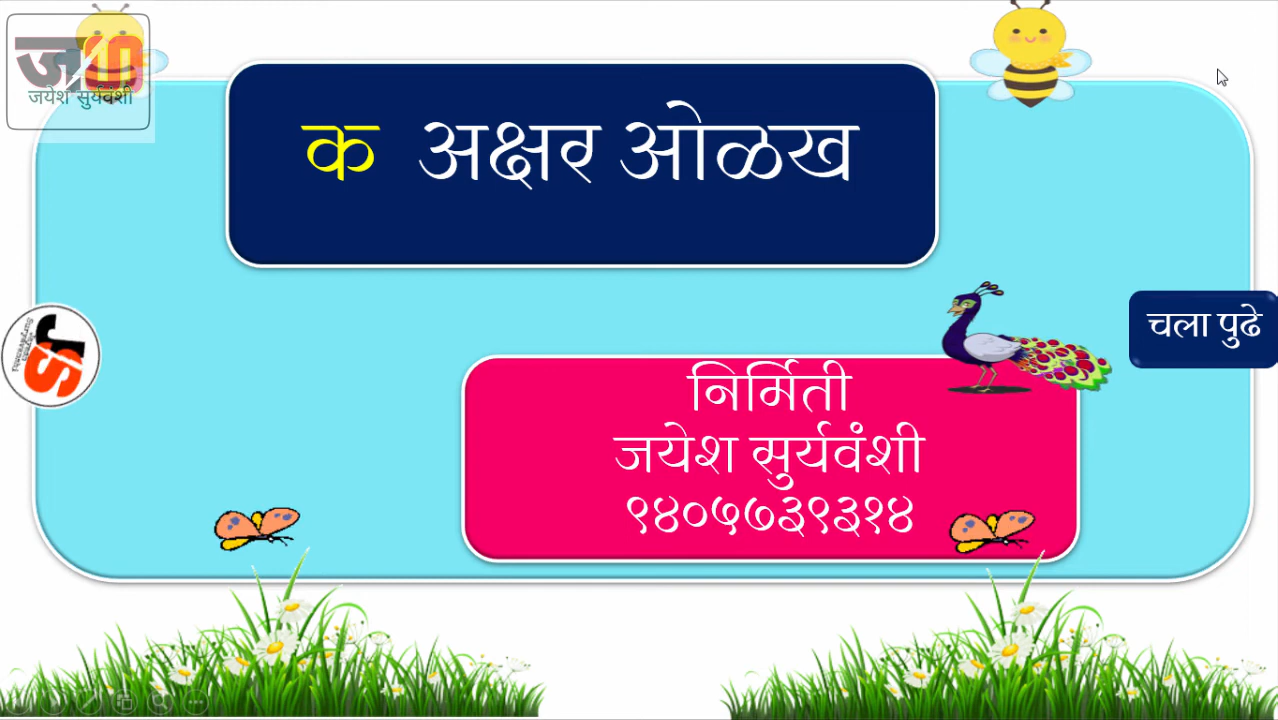 जयेश सुर्यवंशी
क अक्षर ओळख
चला पुढे
निर्मिती
जयेश सुर्यवंशी
९४०५७३९३१४